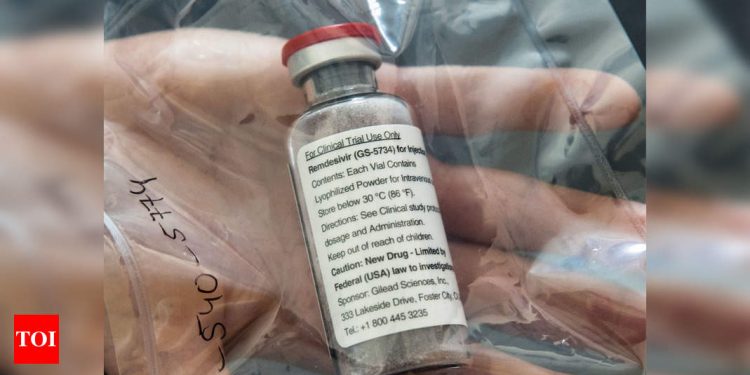 For Clinical Trial Use Only
Remdesivir (GS-5734) for Injection
Contents: Each Vial Contains
Lyophilized Powder for Intravenous
Store below 30 °C (86 °F).
Directions: See Clinical study
dosage and Administration.
Keep out of reach of children.
Caution: New Drug - Limited by
Federal (USA) law to
Sponsor: Gilead Sciences, Inc.,
333 Lakeside Drive, Foster City,
Tel.: +1 800 445 3235
TOI